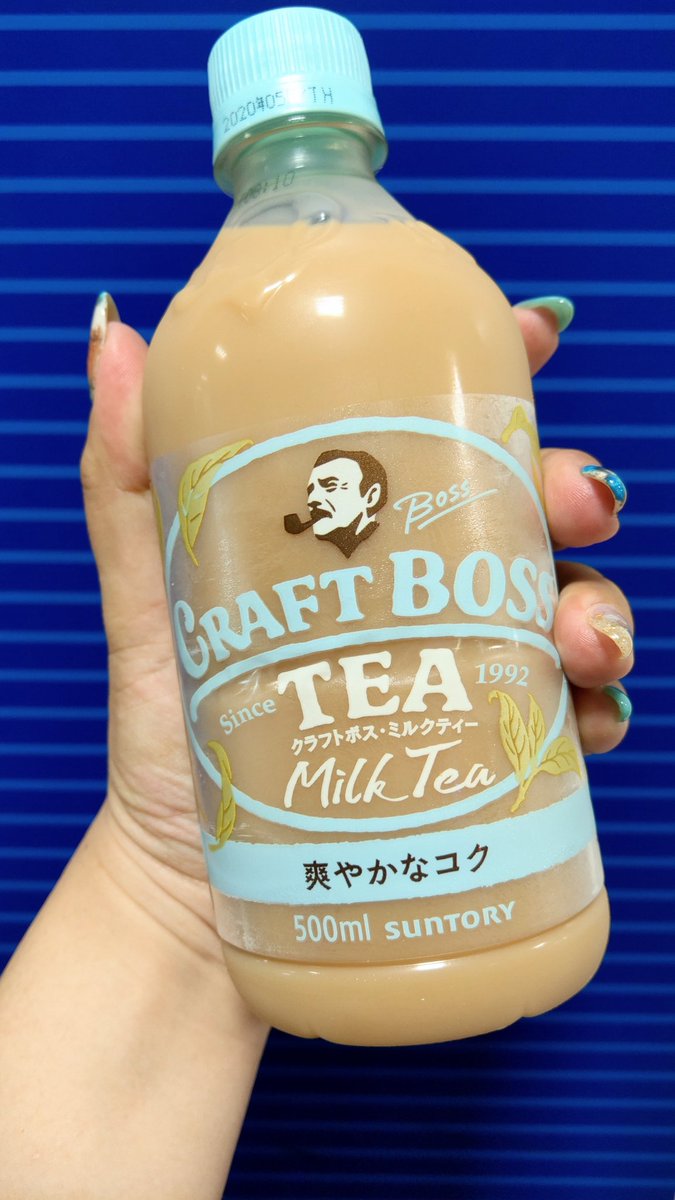 Boss
CRAFT BOSS
Since TEA 1992
クラフトボス・ミルクティー
Milk Tea
爽やかなコク
500ml SUNTORY